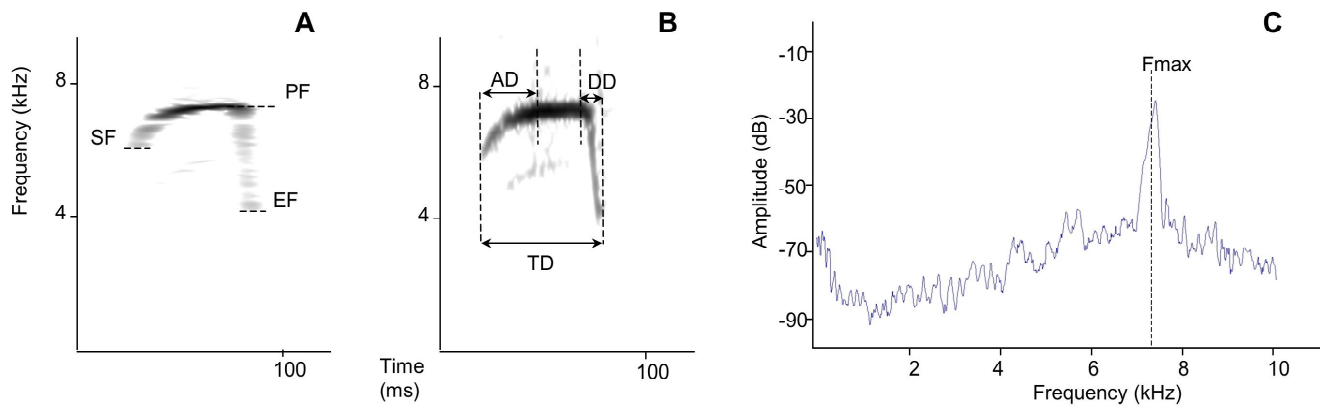 A
Frequency (kHz)
8
4
SF
PF
EF
100
B
8
4
AD
DD
TD
Time
(ms)
100
C
Amplitude (dB)
-10
-30
-50
-70
-90
Fmax
2
4
6
8
10
Frequency (kHz)